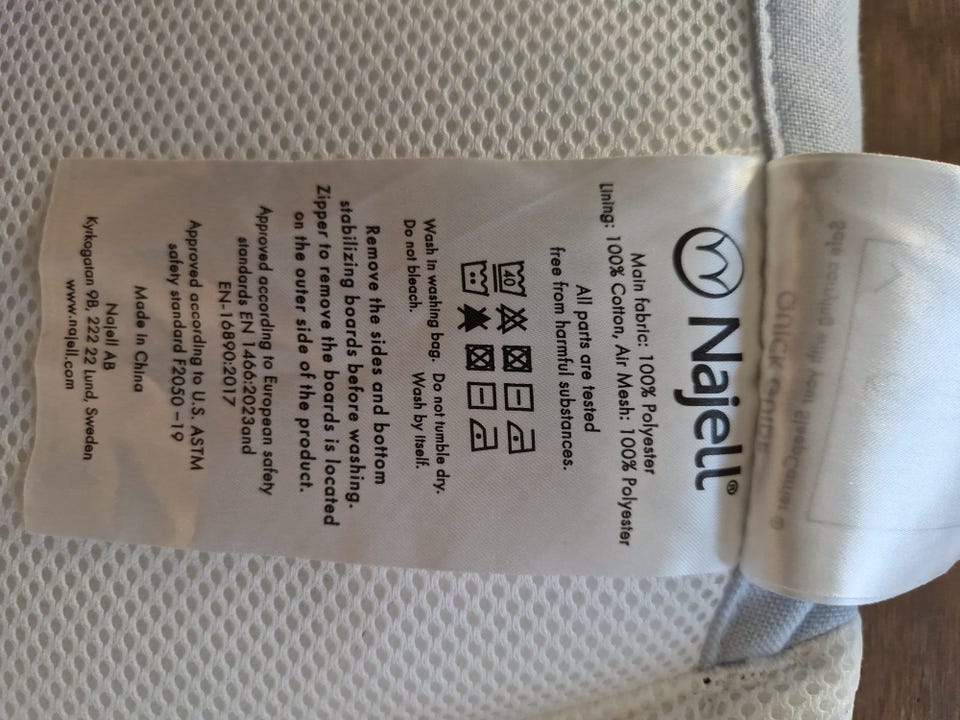 Najell®
Main fabric: 100% Polyester
Lining: 100% Cotton, Air Mesh: 100% Polyester
All parts are tested
free from harmful substances.
40
Wash in washing bag. Do not tumble dry.
Do not bleach. Wash by itself.
Remove the sides and bottom
stabilizing boards before washing.
Zipper to remove the boards is located
on the outer side of the product.
Approved according to European safety
standards EN 1466:2023and
EN-16890:2017
Approved according to U.S. ASTM
safety standard F2050 –19
Made in China
Najell AB
Kyrkogatan 9B, 222 22 Lund, Sweden
www.najell.com